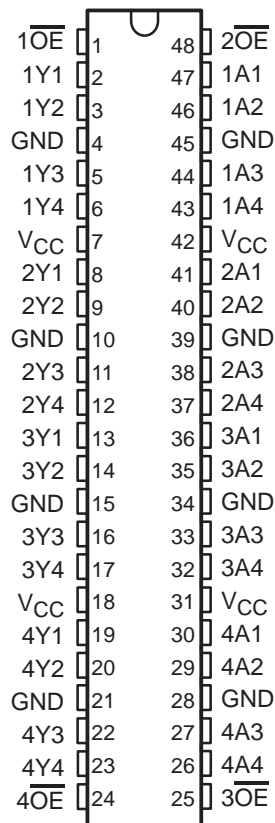 1O̅E̅ 1 48 2O̅E̅
1Y1 2 47 1A1
1Y2 3 46 1A2
GND 4 45 GND
1Y3 5 44 1A3
1Y4 6 43 1A4
VCC 7 42 VCC
2Y1 8 41 2A1
2Y2 9 40 2A2
GND 10 39 GND
2Y3 11 38 2A3
2Y4 12 37 2A4
3Y1 13 36 3A1
3Y2 14 35 3A2
GND 15 34 GND
3Y3 16 33 3A3
3Y4 17 32 3A4
VCC 18 31 VCC
4Y1 19 30 4A1
4Y2 20 29 4A2
GND 21 28 GND
4Y3 22 27 4A3
4Y4 23 26 4A4
4O̅E̅ 24 25 3O̅E̅